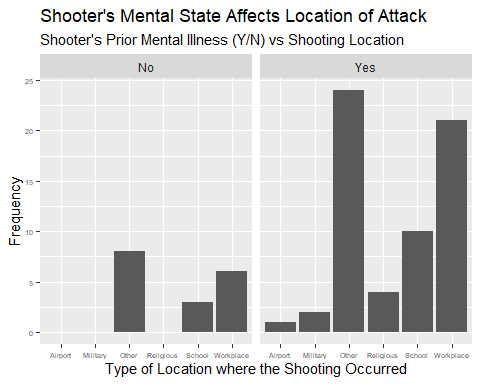 Shooter's Mental State Affects Location of Attack
Shooter's Prior Mental Illness (Y/N) vs Shooting Location
No Yes
Frequency
25
20
15
10
5
0
Airport Military Other Religious School Workplace Airport Military Other Religious School Workplace
Type of Location where the Shooting Occurred